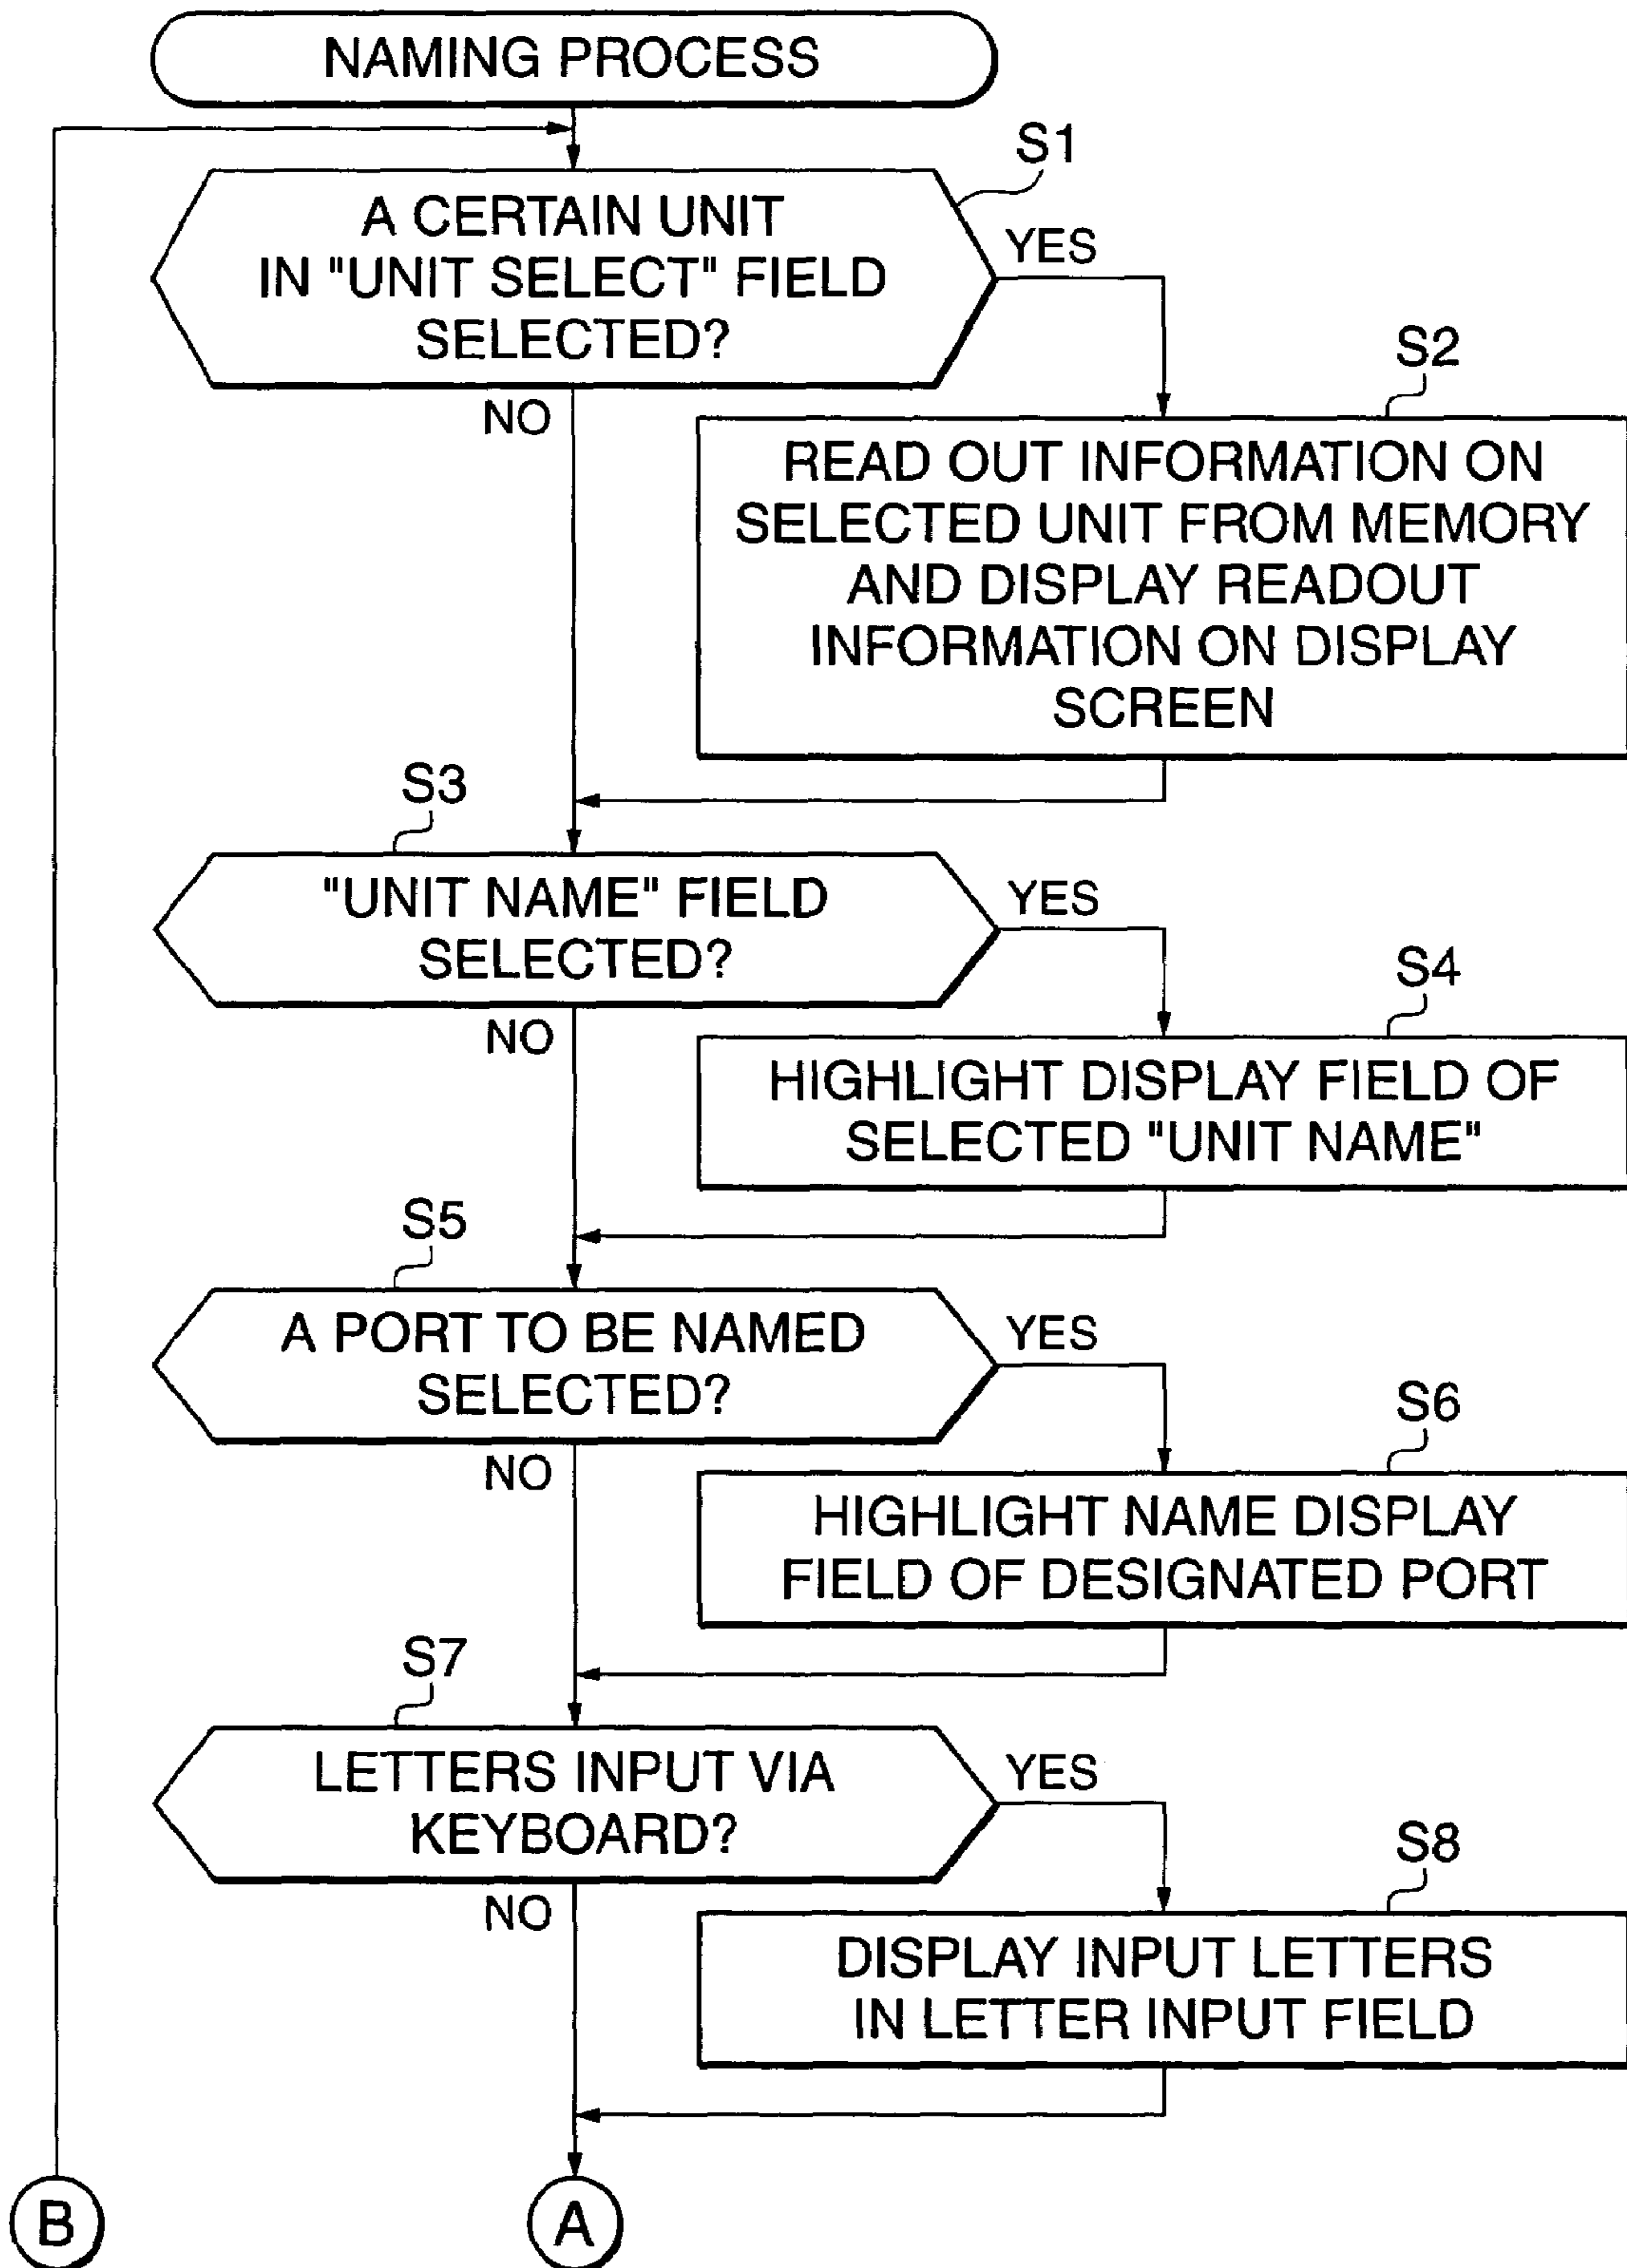 NAMING PROCESS
S1
A CERTAIN UNIT
IN "UNIT SELECT" FIELD
SELECTED?
YES
NO
S2
READ OUT INFORMATION ON
SELECTED UNIT FROM MEMORY
AND DISPLAY READOUT
INFORMATION ON DISPLAY
SCREEN
S3
"UNIT NAME" FIELD
SELECTED?
YES
NO
S4
HIGHLIGHT DISPLAY FIELD OF
SELECTED "UNIT NAME"
S5
A PORT TO BE NAMED
SELECTED?
YES
NO
S6
HIGHLIGHT NAME DISPLAY
FIELD OF DESIGNATED PORT
S7
LETTERS INPUT VIA
KEYBOARD?
YES
NO
S8
DISPLAY INPUT LETTERS
IN LETTER INPUT FIELD
B
A